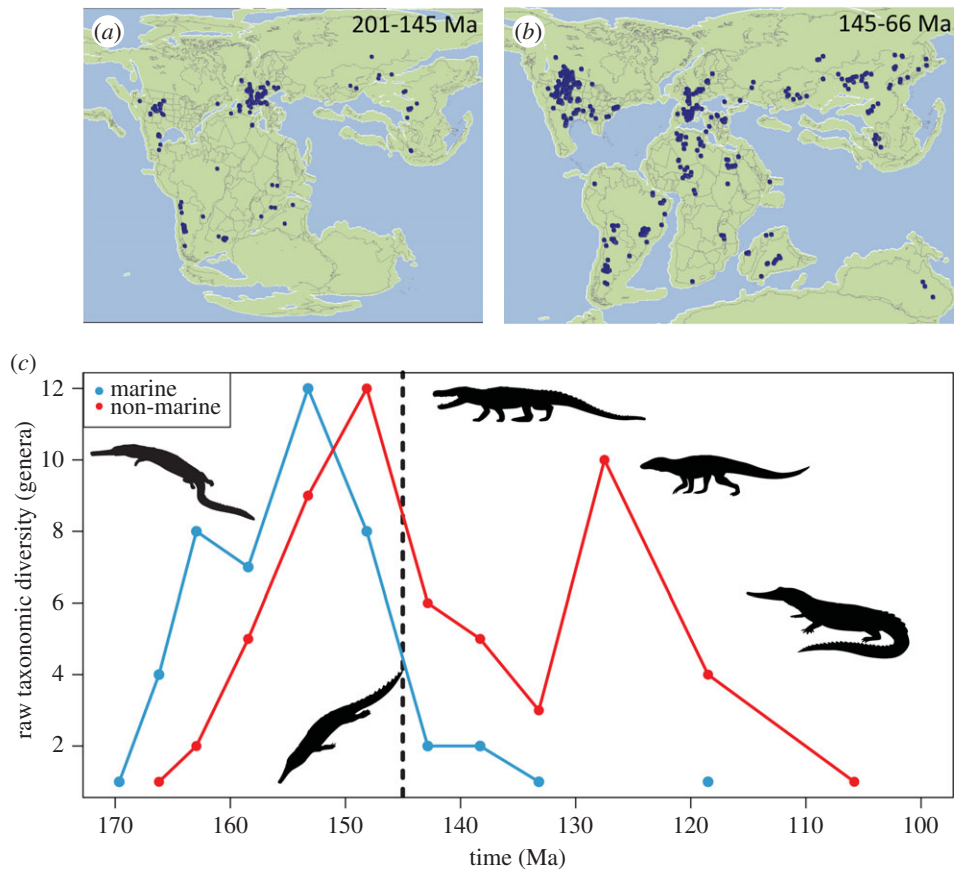 (a)
201-145 Ma
(b)
145-66 Ma
(c)
marine
non-marine
raw taxonomic diversity (genera)
12
10
8
6
4
2
170 160 150 140 130 120 110 100
time (Ma)